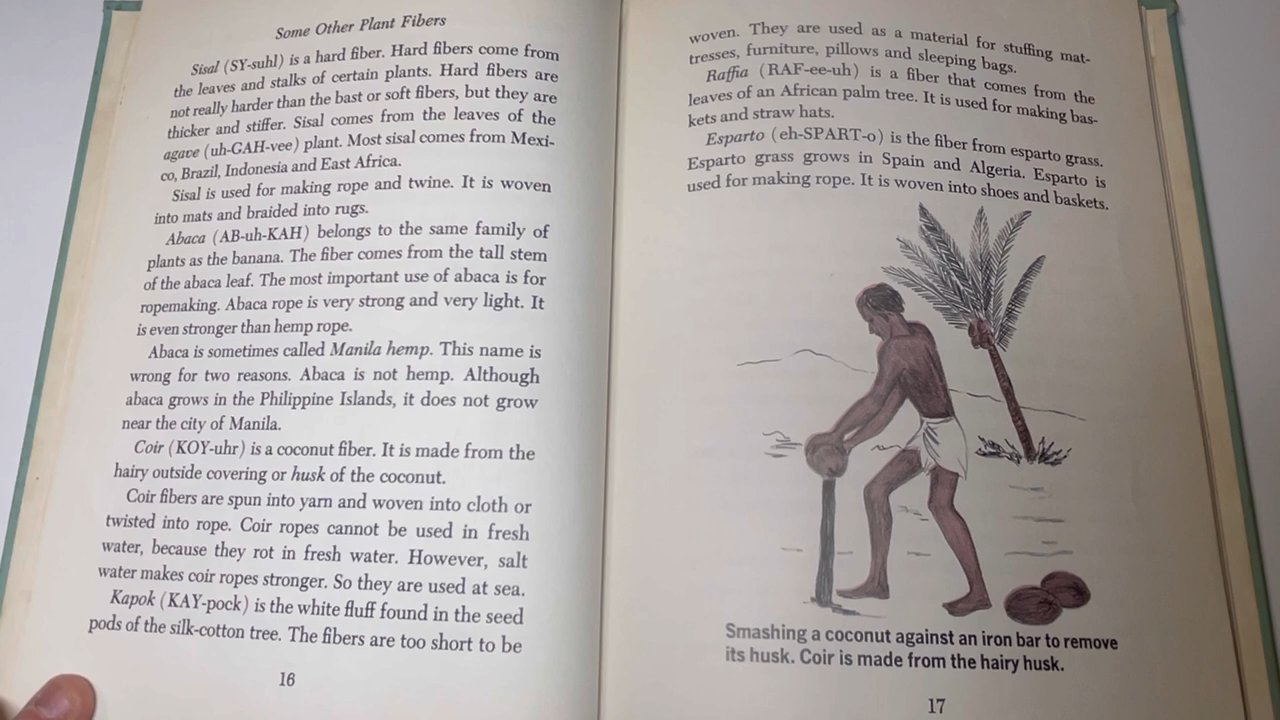 Some Other Plant Fibers
Sisal (SY-suhl) is a hard fiber. Hard fibers come from
the leaves and stalks of certain plants. Hard fibers are
not really harder than the bast or soft fibers, but they are
thicker and stiffer. Sisal comes from the leaves of the
agave (uh-GAH-vee) plant. Most sisal comes from Mexi-
co, Brazil, Indonesia and East Africa.
Sisal is used for making rope and twine. It is woven
into mats and braided into rugs.
Abaca (AB-uh-KAH) belongs to the same family of
plants as the banana. The fiber comes from the tall stem
of the abaca leaf. The most important use of abaca is for
ropemaking. Abaca rope is very strong and very light. It
is even stronger than hemp rope.
Abaca is sometimes called Manila hemp. This name is
wrong for two reasons. Abaca is not hemp. Although
abaca grows in the Philippine Islands, it does not grow
near the city of Manila.
Coir (KOY-uhr) is a coconut fiber. It is made from the
hairy outside covering or husk of the coconut.
Coir fibers are spun into yarn and woven into cloth or
twisted into rope. Coir ropes cannot be used in fresh
water, because they rot in fresh water. However, salt
water makes coir ropes stronger. So they are used at sea.
Kapok (KAY-pock) is the white fluff found in the seed
pods of the silk-cotton tree. The fibers are too short to be
16
woven. They are used as a material for stuffing mat-
tresses, furniture, pillows and sleeping bags.
Raffia (RAF-ee-uh) is a fiber that comes from the
leaves of an African palm tree. It is used for making bas-
kets and straw hats.
Esparto (eh-SPART-o) is the fiber from esparto grass.
Esparto grass grows in Spain and Algeria. Esparto is
used for making rope. It is woven into shoes and baskets.
Smashing a coconut against an iron bar to remove
its husk. Coir is made from the hairy husk.
17